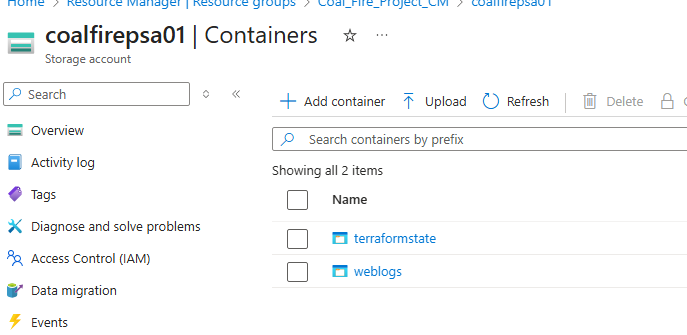 Home > Resource Manager | Resource groups > Coal_Fire_Project_CM > coalfirepsa01
coalfirepsa01 | Containers
Storage account
Search
Overview
Activity log
Tags
Diagnose and solve problems
Access Control (IAM)
Data migration
Events
Add container Upload Refresh Delete
Search containers by prefix
Showing all 2 items
Name
terraformstate
weblogs